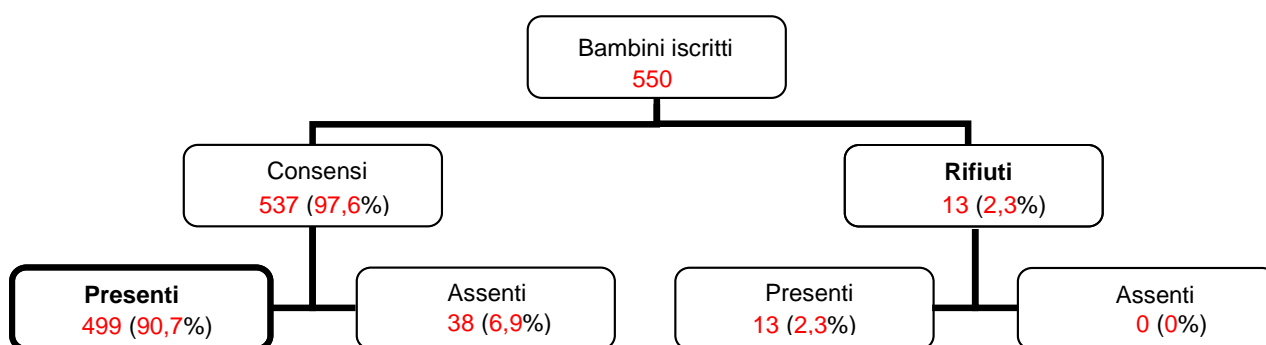 Bambini iscritti
550
Consensi
537 (97,6%)
Rifiuti
13 (2,3%)
Presenti
499 (90,7%)
Assenti
38 (6,9%)
Presenti
13 (2,3%)
Assenti
0 (0%)